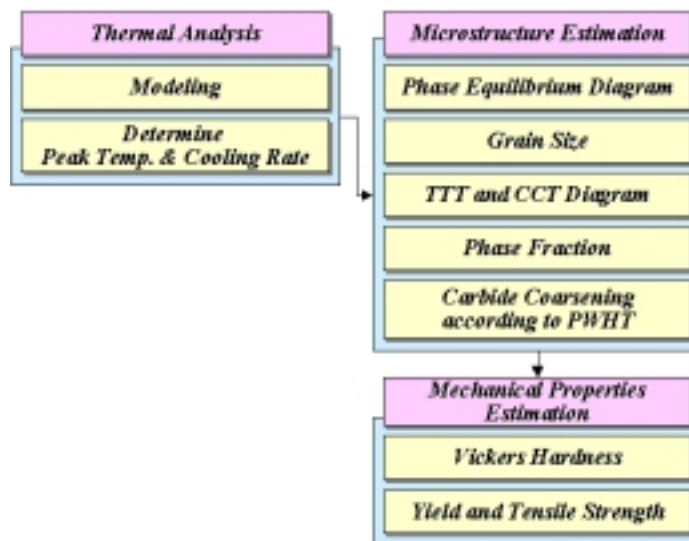 Thermal Analysis
Modeling
Determine
Peak Temp. & Cooling Rate
Microstructure Estimation
Phase Equilibrium Diagram
Grain Size
TTT and CCT Diagram
Phase Fraction
Carbide Coarsening
according to PWHT
Mechanical Properties
Estimation
Vickers Hardness
Yield and Tensile Strength